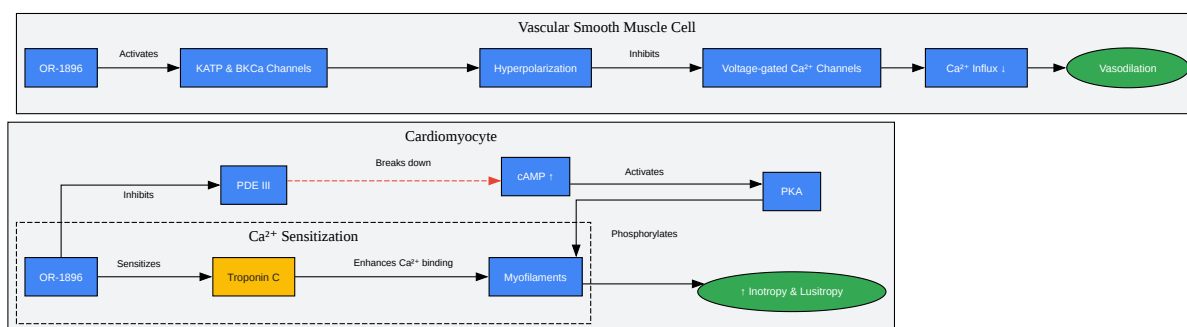 Vascular Smooth Muscle Cell
OR-1896
Activates
KATP & BKCa Channels
Hyperpolarization
Inhibits
Voltage-gated Ca²⁺ Channels
Ca²⁺ Influx ↓
Vasodilation
Cardiomyocyte
Inhibits
PDE III
Breaks down
cAMP ↑
Activates
PKA
Phosphorylates
Ca²⁺ Sensitization
OR-1896
Sensitizes
Troponin C
Enhances Ca²⁺ binding
Myofilaments
↑ Inotropy & Lusitropy